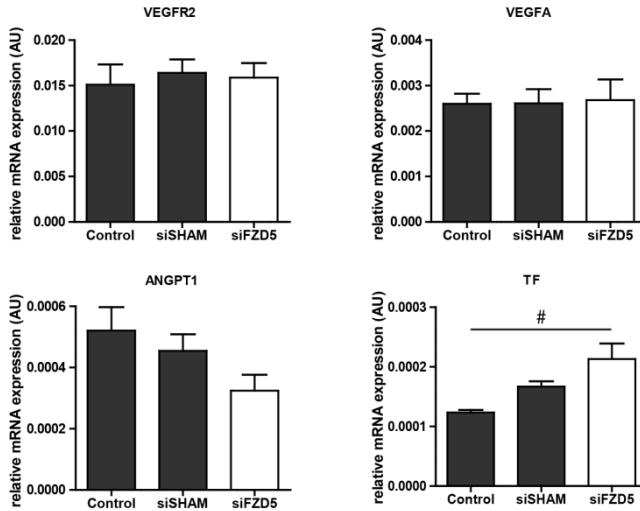 VEGFR2
relative mRNA expression (AU)
0.020
0.015
0.010
0.005
0.000
Control siSHAM siFZD5
VEGFA
relative mRNA expression (AU)
0.004
0.003
0.002
0.001
0.000
Control siSHAM siFZD5
ANGPT1
relative mRNA expression (AU)
0.0006
0.0004
0.0002
0.0000
Control siSHAM siFZD5
TF
relative mRNA expression (AU)
0.0003
0.0002
0.0001
0.0000
#
Control siSHAM siFZD5